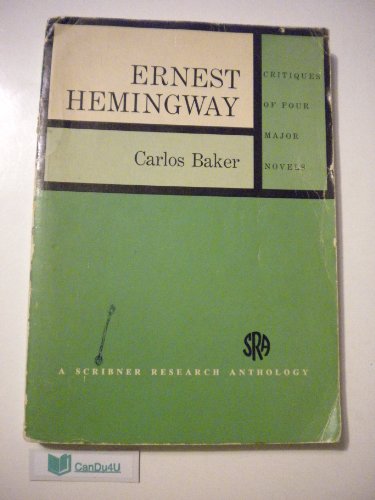 ERNEST
HEMINGWAY
Carlos Baker
CRITIQUES
OF FOUR
MAJOR
NOVELS
SRA
A SCRIBNER RESEARCH ANTHOLOGY
CanDu4U